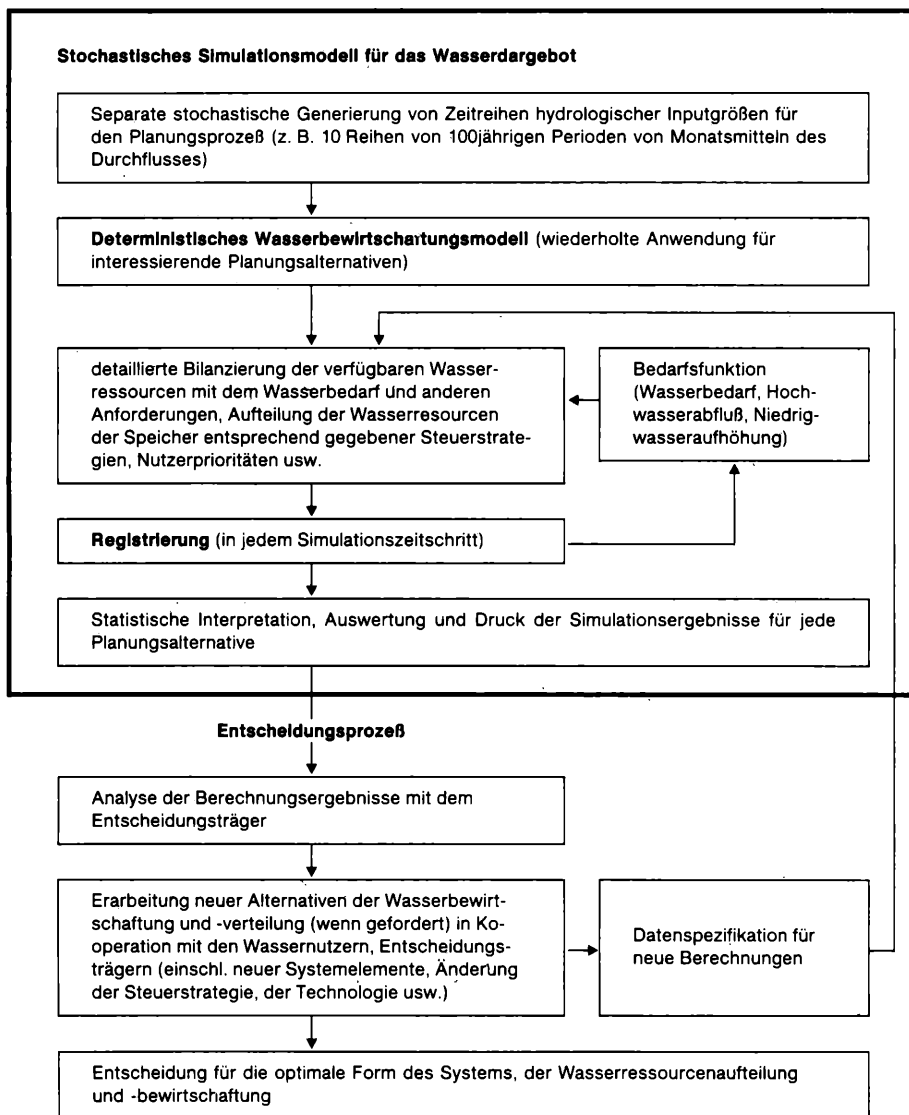 Stochastisches Simulationsmodell für das Wasserdargebot
Separate stochastische Generierung von Zeitreihen hydrologischer Inputgrößen für
den Planungsprozeß (z. B. 10 Reihen von 100jährigen Perioden von Monatsmitteln des
Durchflusses)
Deterministisches Wasserbewirtschaftungsmodell (wiederholte Anwendung für
interessierende Planungsalternativen)
detaillierte Bilanzierung der verfügbaren Wasser-
ressourcen mit dem Wasserbedarf und anderen
Anforderungen, Aufteilung der Wasserresourcen
der Speicher entsprechend gegebener Steuerstrate-
gien, Nutzerprioritäten usw.
Bedarfsfunktion
(Wasserbedarf, Hoch-
wasserabfluß, Niedrig-
wasseraufhöhung)
Registrierung (in jedem Simulationszeitschritt)
Statistische Interpretation, Auswertung und Druck der Simulationsergebnisse für jede
Planungsalternative
Entscheidungsprozeß
Analyse der Berechnungsergebnisse mit dem
Entscheidungsträger
Erarbeitung neuer Alternativen der Wasserbewirt-
schaftung und -verteilung (wenn gefordert) in Ko-
operation mit den Wassernutzern, Entscheidungs-
trägern (einschl. neuer Systemelemente, Änderung
der Steuerstrategie, der Technologie usw.)
Datenspezifikation für
neue Berechnungen
Entscheidung für die optimale Form des Systems, der Wasserressourcenaufteilung
und -bewirtschaftung